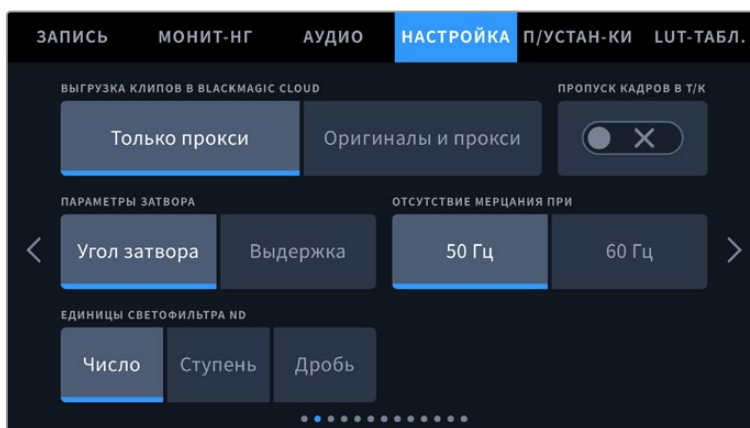 ЗАПИСЬ МОНИТ-НГ АУДИО НАСТРОЙКА П/УСТАН-КИ LUT-ТАБЛ.
ВЫГРУЗКА КЛИПОВ В BLACKMAGIC CLOUD ПРОПУСК КАДРОВ В Т/К
Только прокси Оригиналы и прокси
ПАРАМЕТРЫ ЗАТВОРА ОТСУТСТВИЕ МЕРЦАНИЯ ПРИ
Угол затвора Выдержка 50 Гц 60 Гц
ЕДИНИЦЫ СВЕТОФИЛЬТРА ND
Число Ступень Дробь